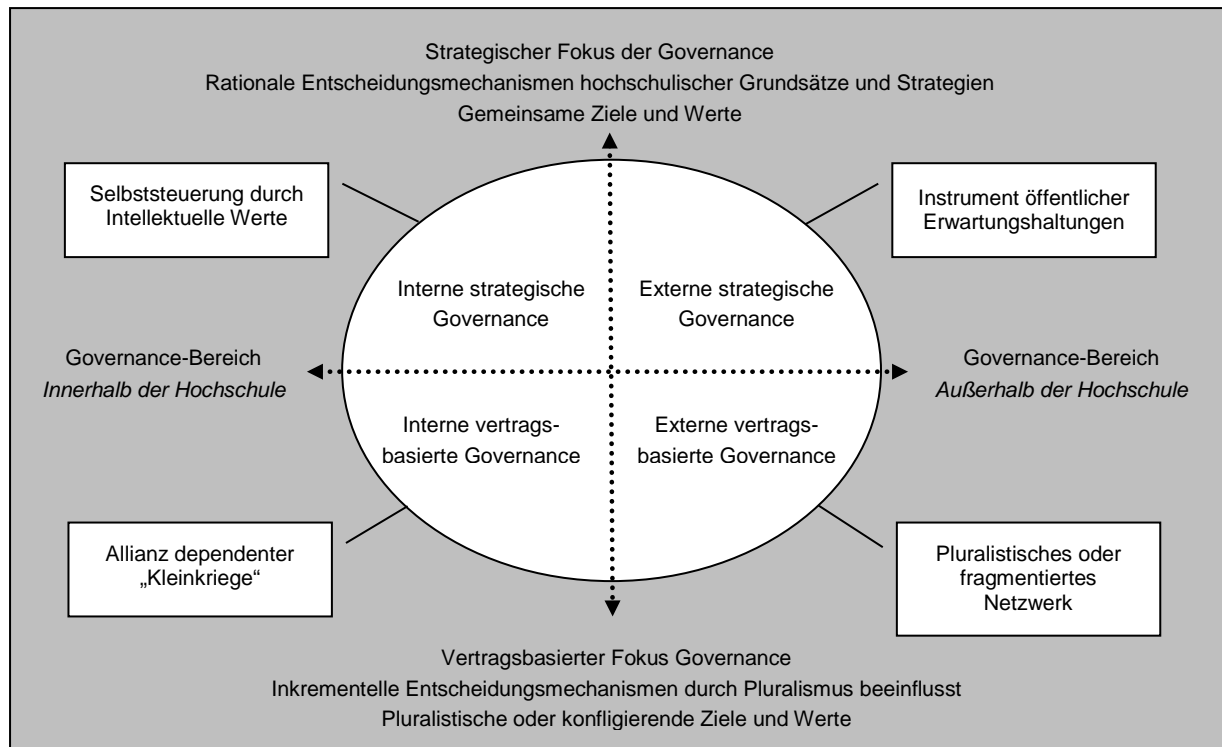 Strategischer Fokus der Governance
Rationale Entscheidungsmechanismen hochschulischer Grundsätze und Strategien
Gemeinsame Ziele und Werte
Selbststeuerung durch
Intellektuelle Werte
Instrument öffentlicher
Erwartungshaltungen
Interne strategische
Governance
Externe strategische
Governance
Governance-Bereich
Innerhalb der Hochschule
Governance-Bereich
Außerhalb der Hochschule
Interne vertrags-
basierte Governance
Externe vertrags-
basierte Governance
Allianz dependenter
„Kleinkriege“
Pluralistisches oder
fragmentiertes
Netzwerk
Vertragsbasierter Fokus Governance
Inkrementelle Entscheidungsmechanismen durch Pluralismus beeinflusst
Pluralistische oder konfligierende Ziele und Werte